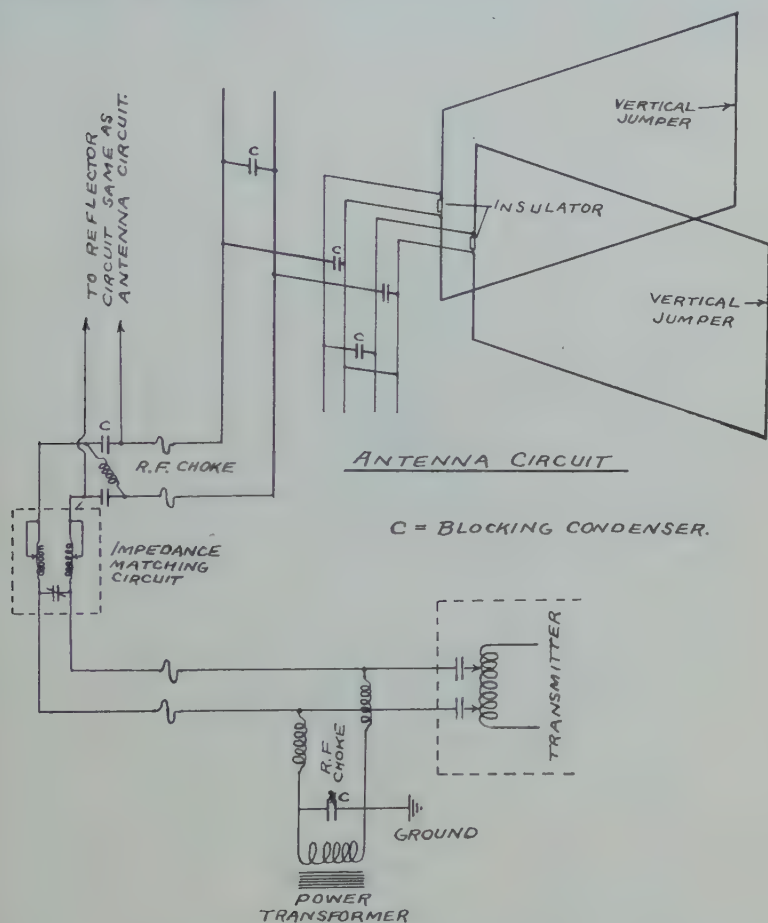 C
VERTICAL
JUMPER
TO REFLECTOR
CIRCUIT SAME AS
ANTENNA CIRCUIT.
INSULATOR
C
C
VERTICAL
JUMPER
C
C
R.F. CHOKE
ANTENNA CIRCUIT
C = BLOCKING CONDENSER.
IMPEDANCE
MATCHING
CIRCUIT
TRANSMITTER
R.F
CHOKE
C
GROUND
POWER
TRANSFORMER